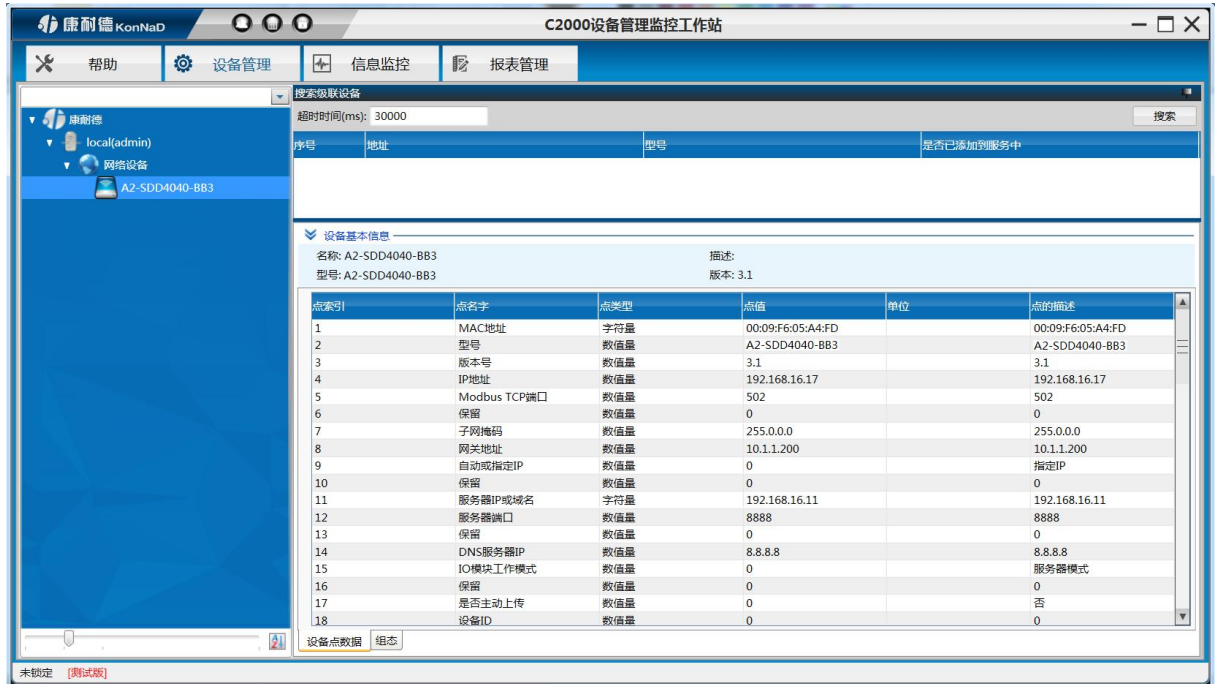 康耐德 KonNaD C2000设备管理监控工作站
帮助 设备管理 信息监控 报表管理
搜索级联设备
超时时间(ms): 30000 搜索
序号 地址 型号 是否已添加到服务中
康耐德
local(admin)
网络设备
A2-SDD4040-BB3
设备基本信息
名称: A2-SDD4040-BB3 描述:
型号: A2-SDD4040-BB3 版本: 3.1
点索引 点名字 点类型 点值 单位 点的描述
1 MAC地址 字符量 00:09:F6:05:A4:FD 00:09:F6:05:A4:FD
2 型号 数值量 A2-SDD4040-BB3 A2-SDD4040-BB3
3 版本号 数值量 3.1 3.1
4 IP地址 数值量 192.168.16.17 192.168.16.17
5 Modbus TCP端口 数值量 502 502
6 保留 数值量 0 0
7 子网掩码 数值量 255.0.0.0 255.0.0.0
8 网关地址 数值量 10.1.1.200 10.1.1.200
9 自动或指定IP 数值量 0 指定IP
10 保留 数值量 0 0
11 服务器IP或域名 字符量 192.168.16.11 192.168.16.11
12 服务器端口 数值量 8888 8888
13 保留 数值量 0 0
14 DNS服务器IP 数值量 8.8.8.8 8.8.8.8
15 IO模块工作模式 数值量 0 服务器模式
16 保留 数值量 0 0
17 是否主动上传 数值量 0 否
18 设备ID 数值量 0 0
设备点数据 组态
未锁定 [测试版]